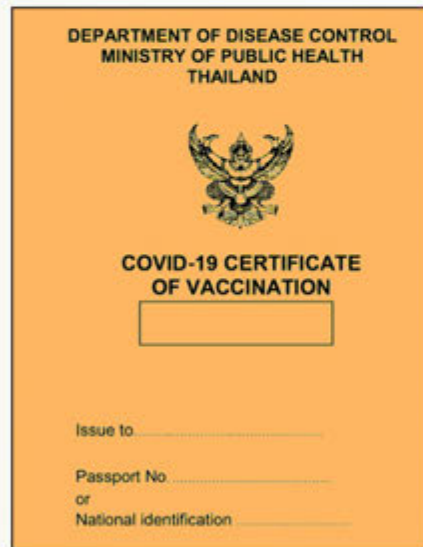 DEPARTMENT OF DISEASE CONTROL
MINISTRY OF PUBLIC HEALTH
THAILAND
COVID-19 CERTIFICATE
OF VACCINATION
Issue to
Passport No.
or
National identification